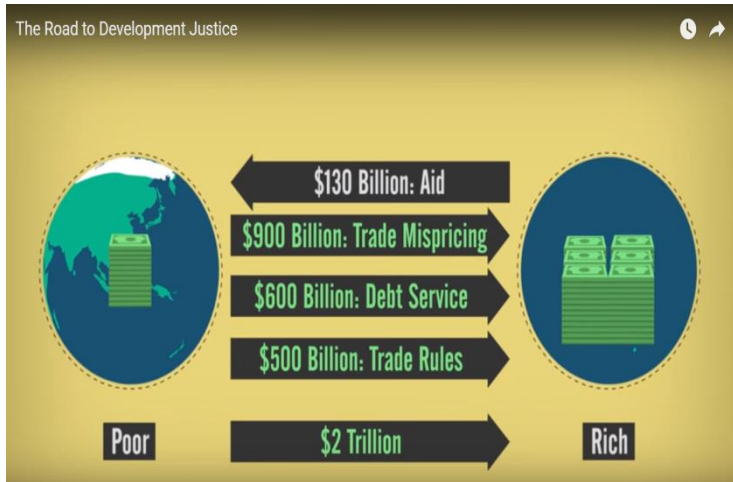 The Road to Development Justice
$130 Billion: Aid
$900 Billion: Trade Mispricing
$600 Billion: Debt Service
$500 Billion: Trade Rules
Poor
$2 Trillion
Rich